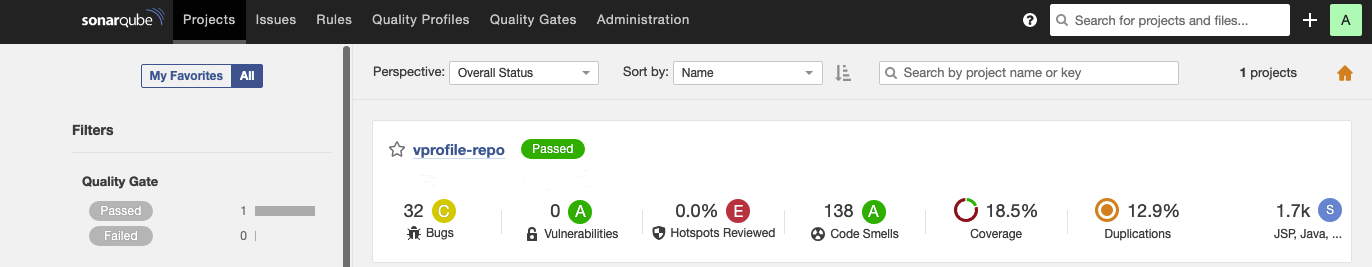 sonarqube Projects Issues Rules Quality Profiles Quality Gates Administration ? Search for projects and files... + A
My Favorites All
Perspective: Overall Status Sort by: Name Search by project name or key 1 projects
Filters
Quality Gate
Passed 1
Failed 0
vprofile-repo Passed
32 C 0 A 0.0% E 138 A 18.5% 12.9% 1.7k S
Bugs Vulnerabilities Hotspots Reviewed Code Smells Coverage Duplications JSP, Java, ...